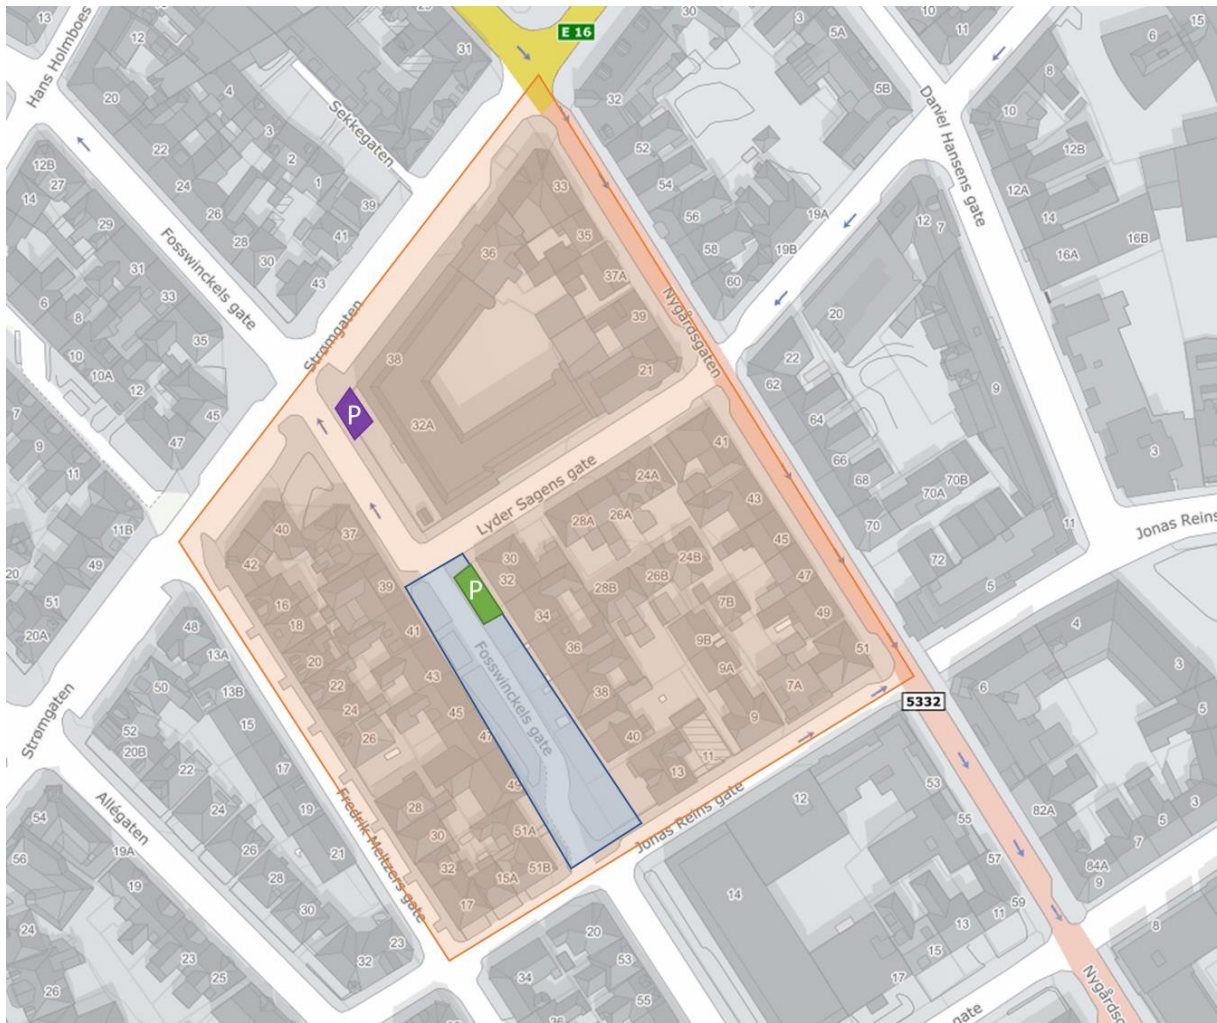 13
12
20
31
E 16
30
3
5A
10
11
6
15
Hans Holmboes
4
3
Sekkegaten
2
22
24
1
39
26
41
28
30
43
Fosswinckels gate
12B
27
14
29
31
33
6
8
35
10
10A
12
45
47
7
9
11
11B
49
20
51
20A
32
5B
52
54
56
58
60
19A
19B
Daniel Hansens gate
8
10
12B
12A
14
16B
16A
12
7
20
22
9
3
33
35
36
37A
39
21
Nygårdsgaten
Strømgaten
38
P
32A
Lyder Sagens gate
62
64
66
68
70B
70A
70
72
11
5
Jonas Reins
41
43
45
47
49
51
24A
26A
28A
24B
26B
28B
7B
9B
9A
7A
9
11
13
30
32
34
36
38
40
P
Fosswinckels gate
40
37
42
39
16
18
41
20
43
22
24
45
26
47
49
28
30
51A
32
15A
51B
17
Jonas Reins gate
Fredrik Meltzers gate
5332
4
3
6
5
48
13A
50
13B
52
20B
15
22
17
24
19
26
21
28
30
23
32
Strømgaten
Allégaten
54
56
19A
19
24
23
25
26
12
14
53
55
57
59
11
13
15
17
82A
84A
9
7
5
3
8
20
53
34
55
36
Nygårdsg
gate